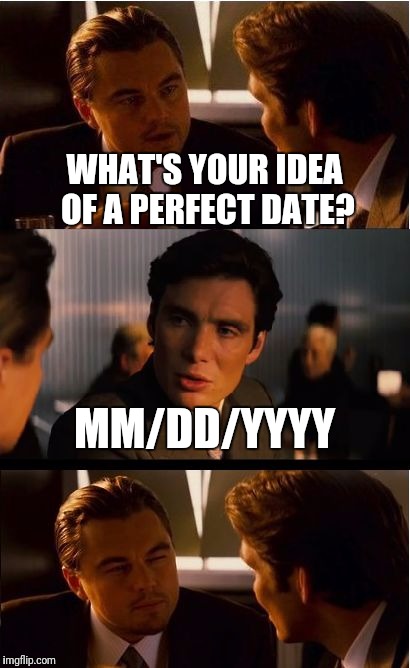 WHAT'S YOUR IDEA
OF A PERFECT DATE?
MM/DD/YYYY
imgflip.com